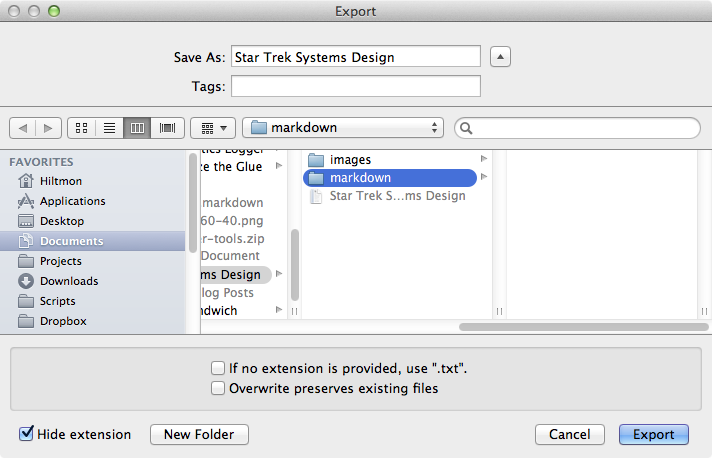 Export
Save As: Star Trek Systems Design
Tags:
markdown
FAVORITES
Hiltmon
Applications
Desktop
Documents
Projects
Downloads
Scripts
Dropbox
tics Logger
ze the Glue
markdown
60-40.png
er-tools.zip
Document
ms Design
log Posts
ndwich
images
markdown
Star Trek S...ms Design
If no extension is provided, use ".txt".
Overwrite preserves existing files
Hide extension
New Folder
Cancel
Export